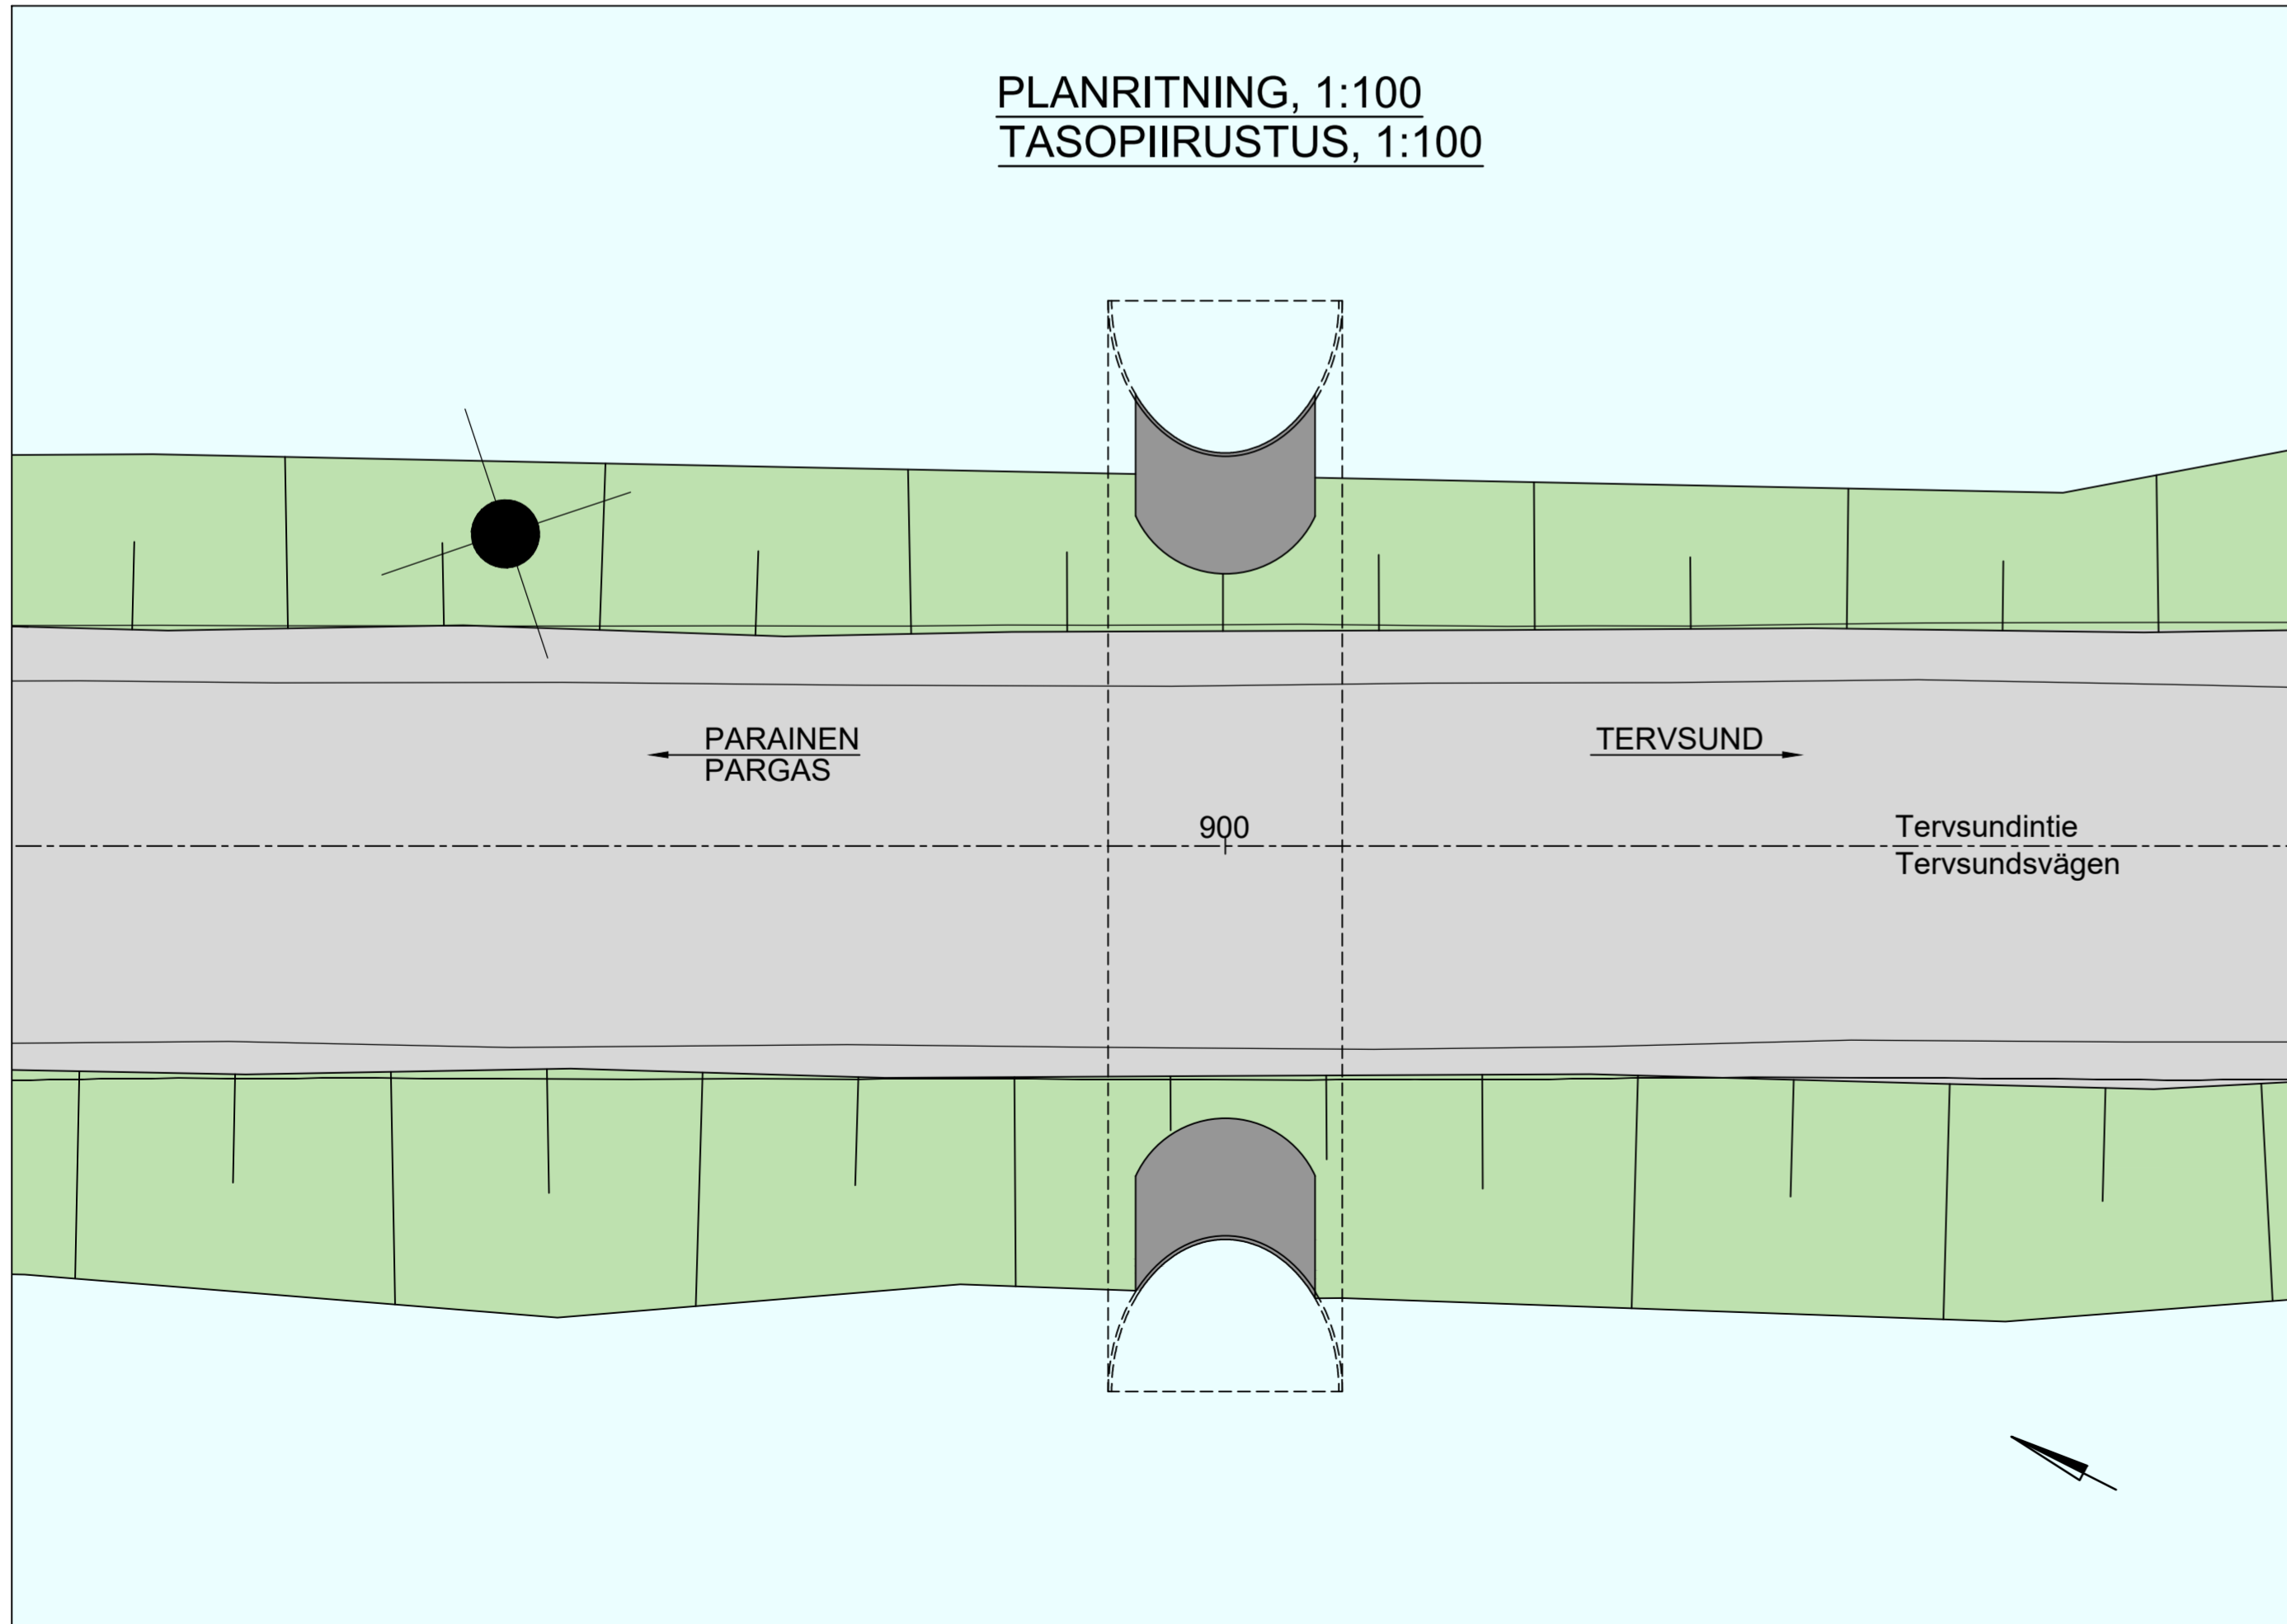 PLANRITNING, 1:100
TASOPIIRUSTUS, 1:100
PARAINEN
PARGAS
TERVSUND
900
Tervsundintie
Tervsundsvägen